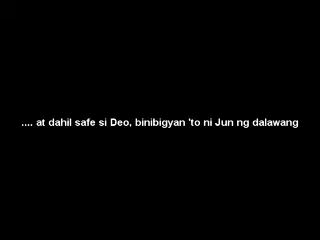 .... at dahil safe si Deo, binibigyan 'to ni Jun ng dalawang